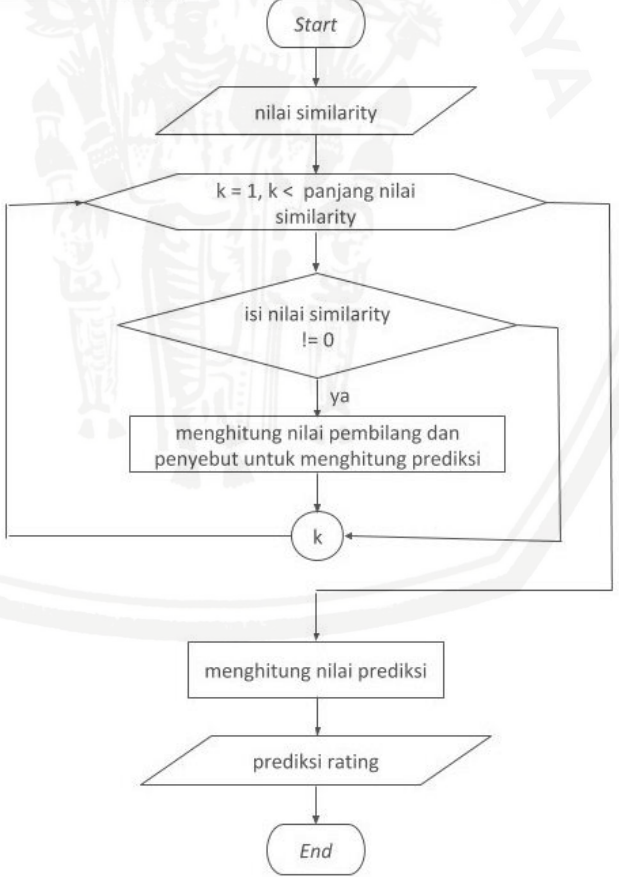 Start
nilai similarity
k = 1, k < panjang nilai
similarity
isi nilai similarity
!= 0
ya
menghitung nilai pembilang dan
penyebut untuk menghitung prediksi
k
menghitung nilai prediksi
prediksi rating
End